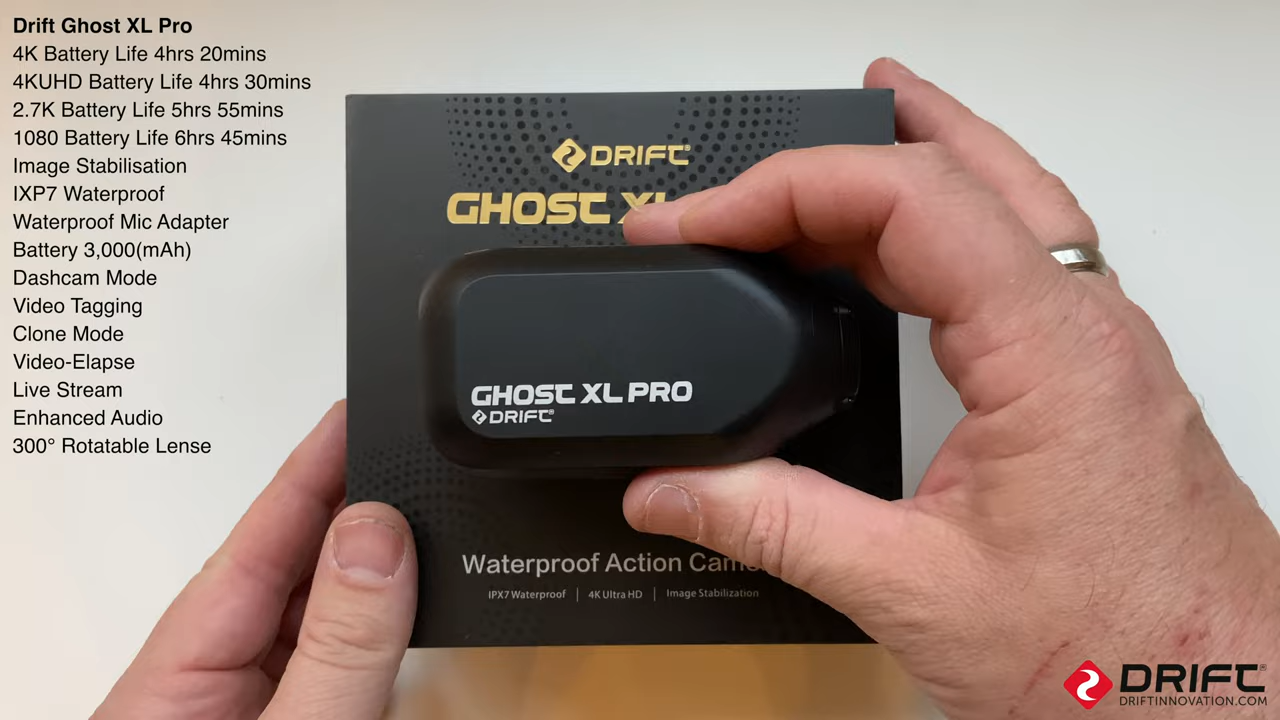 Drift Ghost XL Pro
4K Battery Life 4hrs 20mins
4KUHD Battery Life 4hrs 30mins
2.7K Battery Life 5hrs 55mins
1080 Battery Life 6hrs 45mins
Image Stabilisation
IXP7 Waterproof
Waterproof Mic Adapter
Battery 3,000(mAh)
Dashcam Mode
Video Tagging
Clone Mode
Video-Elapse
Live Stream
Enhanced Audio
300° Rotatable Lense
DRIFT
GHOST XL
GHOST XL PRO
DRIFT
Waterproof Action
IPX7 Waterproof | 4K Ultra HD | Image Stabilization
DRIFT
DRIFTINNOVATION.COM